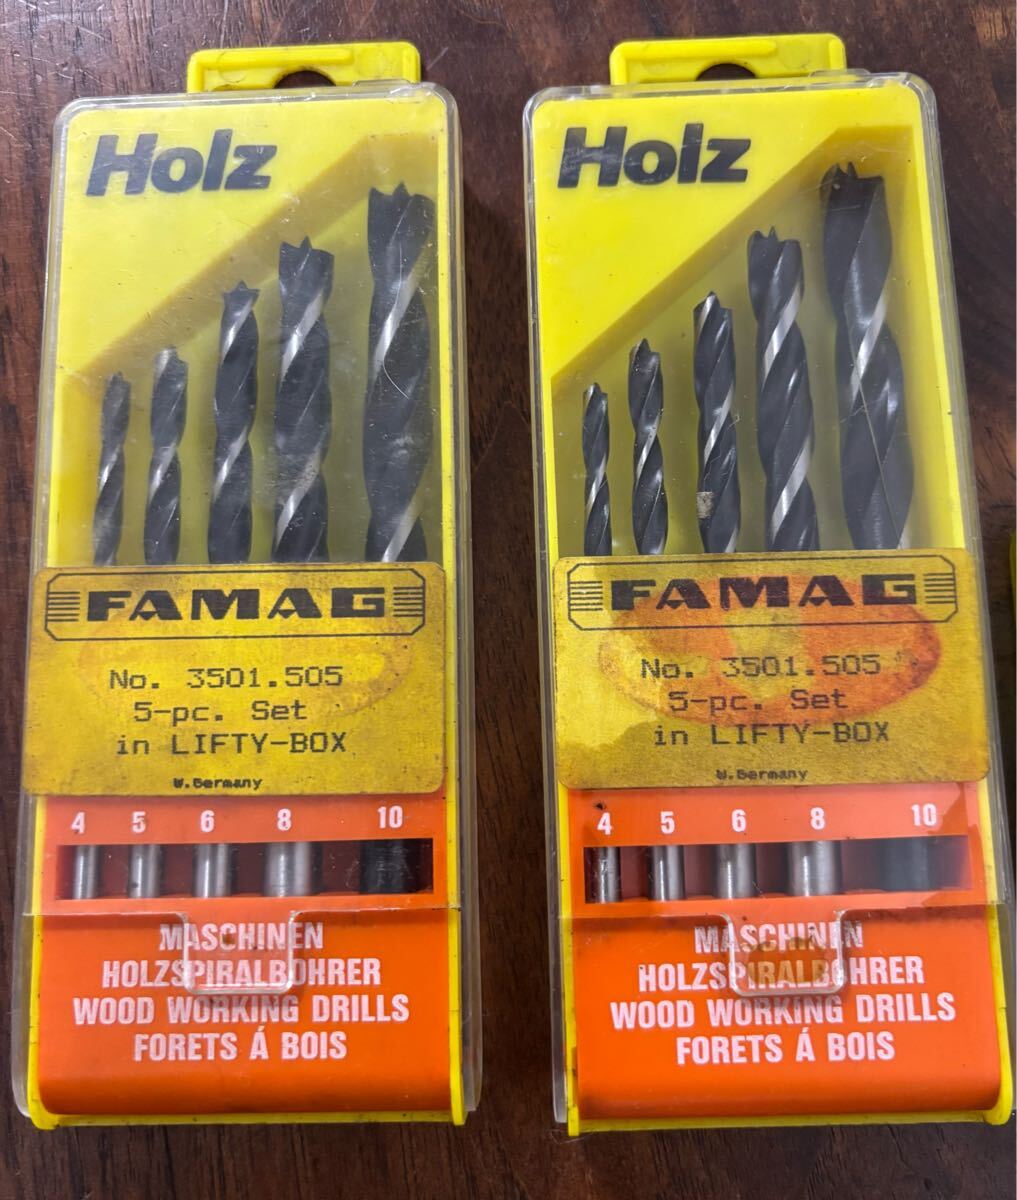 Holz
FAMAG
No. 3501.505
5-pc. Set
in LIFTY-BOX
W.Germany
4 5 6 8 10
MASCHINEN
HOLZSPIRALBOHRER
WOOD WORKING DRILLS
FORETS Á BOIS
Holz
FAMAG
No. 3501.505
5-pc. Set
in LIFTY-BOX
W.Germany
4 5 6 8 10
MASCHINEN
HOLZSPIRALBOHRER
WOOD WORKING DRILLS
FORETS Á BOIS